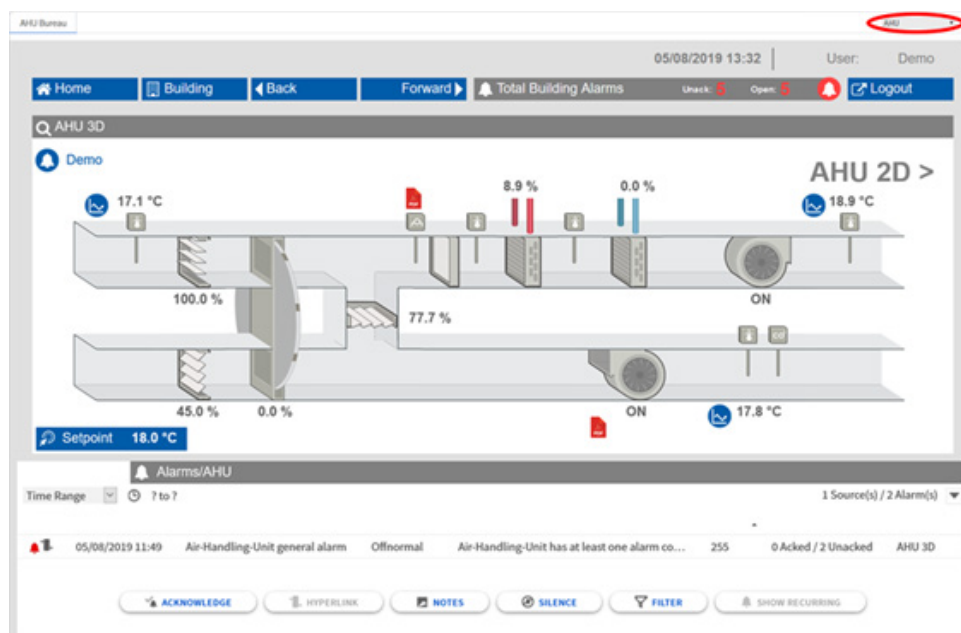 AHU Bureau
AHU
05/08/2019 13:32 User: Demo
Home Building Back Forward Total Building Alarms Unack: 5 Open: 5 Logout
AHU 3D
Demo
AHU 2D >
17.1 °C 8.9 % 0.0 % 18.9 °C
100.0 % ON
77.7 %
45.0 % 0.0 % ON 17.8 °C
Setpoint 18.0 °C
Alarms/AHU
Time Range ? to ? 1 Source(s) / 2 Alarm(s)
05/08/2019 11:49 Air-Handling-Unit general alarm Offnormal Air-Handling-Unit has at least one alarm co... 255 0 Acked / 2 Unacked AHU 3D
ACKNOWLEDGE HYPERLINK NOTES SILENCE FILTER SHOW RECURRING